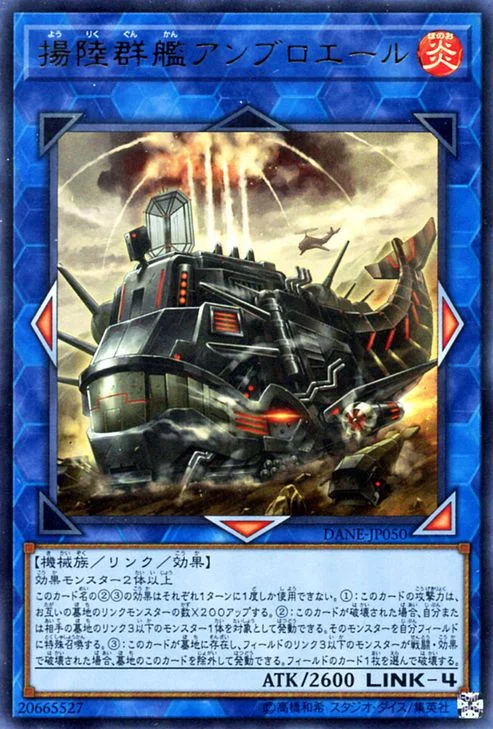 揚陸群艦アンブロエール
炎
DANE-JP050
【機械族/リンク/効果】
効果モンスター2体以上
このカード名の②③の効果はそれぞれ1ターンに1度しか使用できない。①:このカードの攻撃力は、
お互いの墓地のリンクモンスターの数×200アップする。②:このカードが破壊された場合、自分また
は相手の墓地のリンク3以下のモンスター1体を対象として発動できる。そのモンスターを自分フィールド
に特殊召喚する。③:このカードが墓地に存在し、フィールドのリンク3以下のモンスターが戦闘・効果
で破壊された場合、墓地のこのカードを除外して発動できる。フィールドのカード1枚を選んで破壊する。
ATK/2600 LINK-4
20665527 ©高橋和希 スタジオ・ダイス/集英社